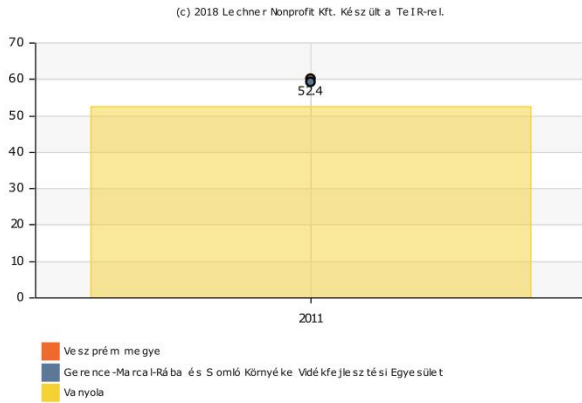 (c) 2018 Lechner Nonprofit Kft. Készült a TeIR-rel.
70
60
52.4
50
40
30
20
10
0
2011
Veszprém megye
Gerence-Marcal-Rába és Somló Környéke Vidékfejlesztési Egyesület
Vanyola